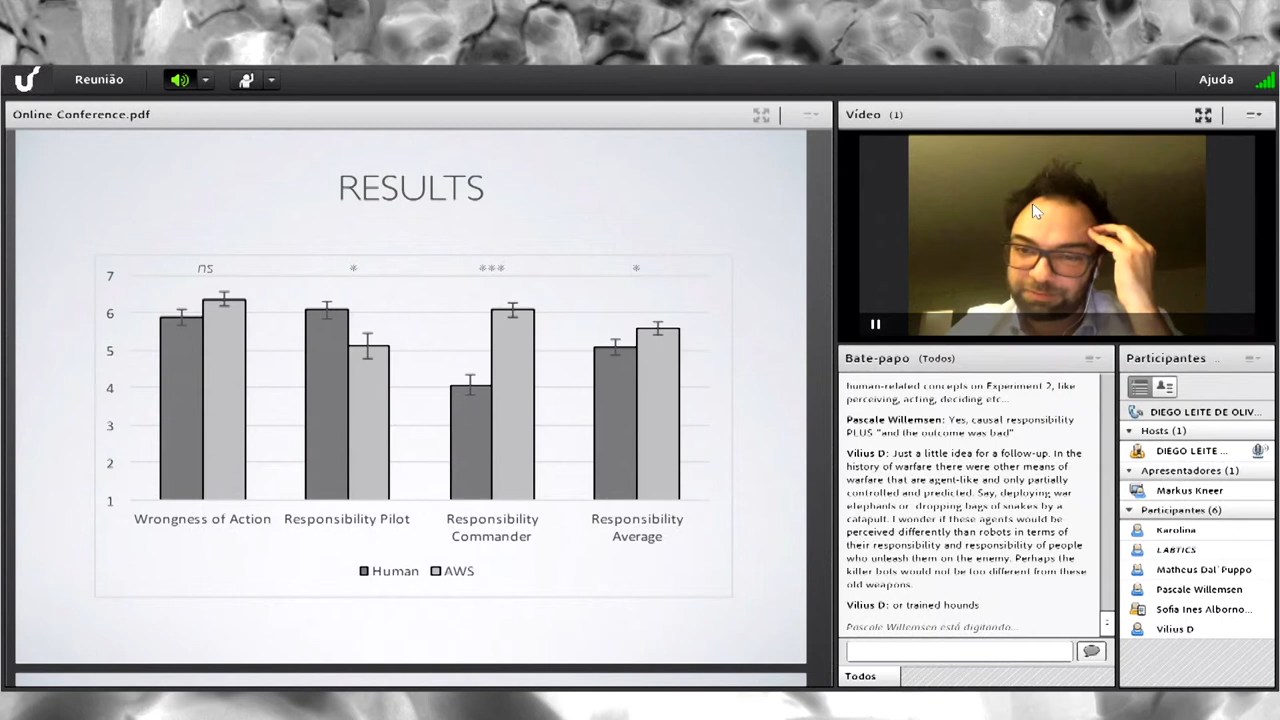 Reunião
Ajuda
Online Conference.pdf
RESULTS
7
6
5
4
3
2
1
ns
*
***
*
Wrongness of Action
Responsibility Pilot
Responsibility
Commander
Responsibility
Average
Human
AWS
Vídeo (1)
Bate-papo (Todos)
human-related concepts on Experiment 2, like
perceiving, acting, deciding etc...
Pascale Willemsen: Yes, causal responsibility
PLUS "and the outcome was bad"
Vilius D: Just a little idea for a follow-up. In the
history of warfare there were other means of
warfare that are agent-like and only partially
controlled and predicted. Say, deploying war
elephants or dropping bags of snakes by a
catapult. I wonder if these agents would be
perceived differently than robots in terms of
their responsibility and responsibility of people
who unleash them on the enemy. Perhaps the
killer bots would not be too different from these
old weapons.
Vilius D: or trained hounds
Pascale Willemsen está digitando...
Todos
Participantes ..
DIEGO LEITE DE OLIV...
Hosts (1)
DIEGO LEITE ...
Apresentadores (1)
Markus Kneer
Participantes (6)
Karolina
LABTICS
Matheus Dal´Puppo
Pascale Willemsen
Sofia Ines Alborno...
Vilius D